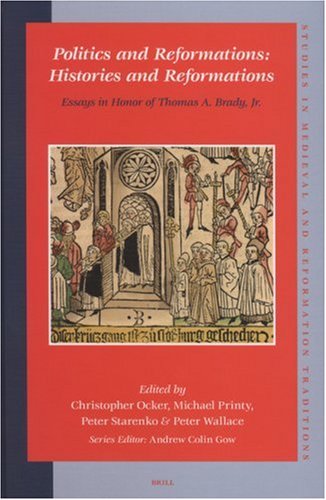 Politics and Reformations:
Histories and Reformations
Essays in Honor of Thomas A. Brady, Jr.
Edited by
Christopher Ocker, Michael Printy,
Peter Starenko & Peter Wallace
Series Editor: Andrew Colin Gow
BRILL
STUDIES IN MEDIEVAL AND REFORMATION TRADITIONS